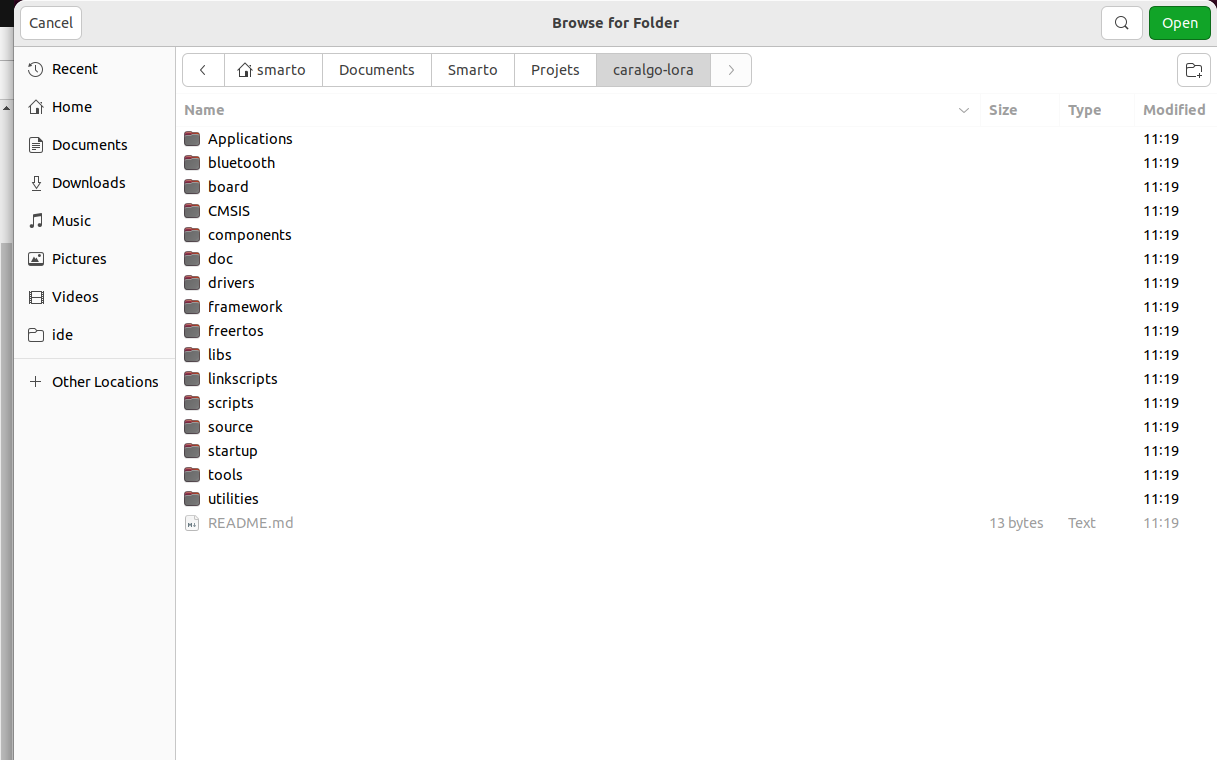 Cancel Browse for Folder Open
Recent
Home
Documents
Downloads
Music
Pictures
Videos
ide
Other Locations
smarto Documents Smarto Projets caralgo-lora
Name Size Type Modified
Applications 11:19
bluetooth 11:19
board 11:19
CMSIS 11:19
components 11:19
doc 11:19
drivers 11:19
framework 11:19
freertos 11:19
libs 11:19
linkscripts 11:19
scripts 11:19
source 11:19
startup 11:19
tools 11:19
utilities 11:19
README.md 13 bytes Text 11:19